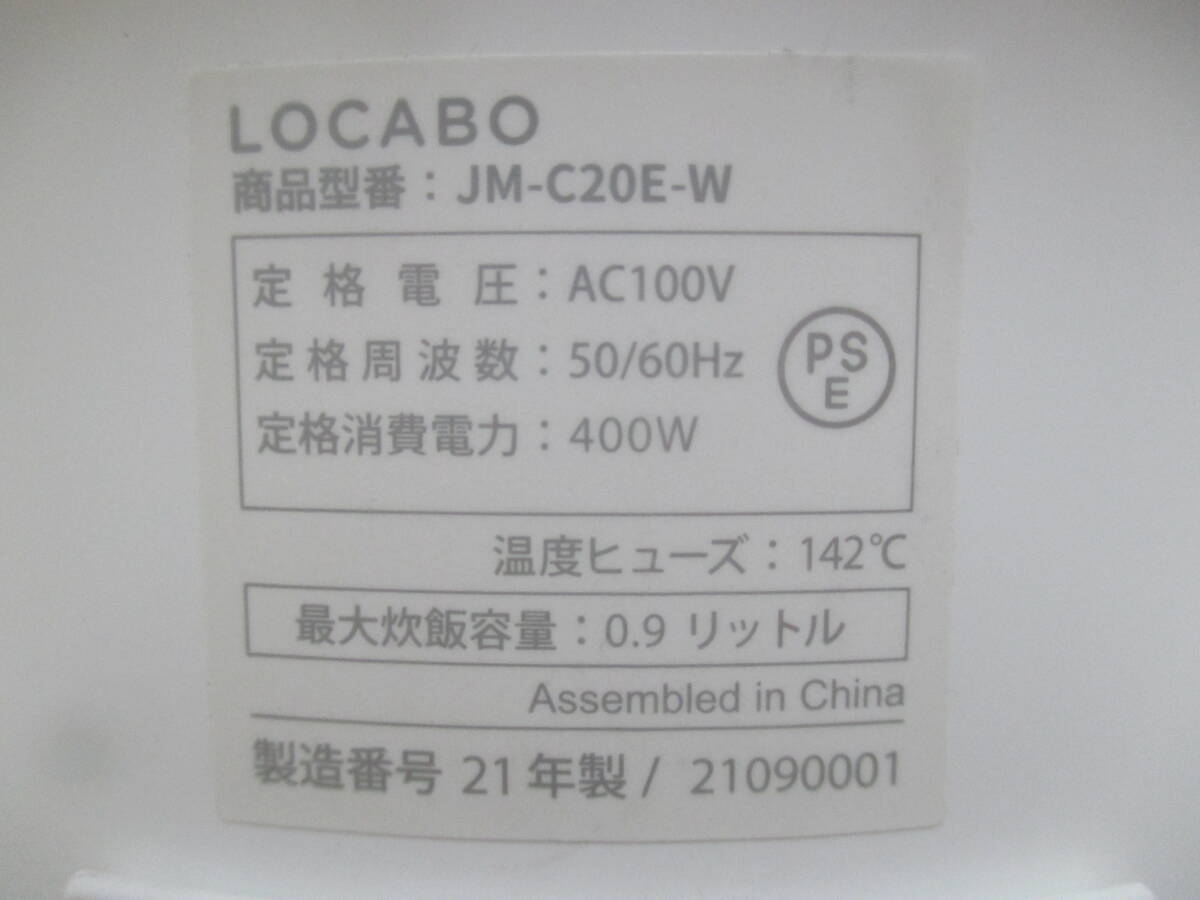 LOCABO
商品型番：JM-C20E-W
定格電圧：AC100V
定格周波数：50/60Hz
定格消費電力：400W
PS
E
温度ヒューズ：142℃
最大炊飯容量：0.9 リットル
Assembled in China
製造番号 21年製 / 21090001